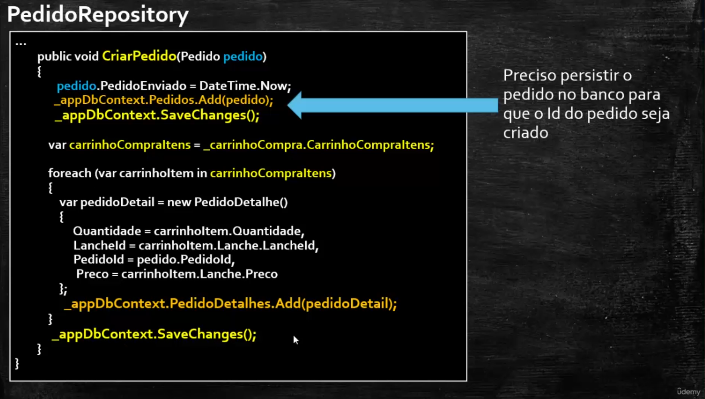 PedidoRepository
...
public void CriarPedido(Pedido pedido)
{
pedido.PedidoEnviado = DateTime.Now;
_appDbContext.Pedidos.Add(pedido);
_appDbContext.SaveChanges();
var carrinhoCompraItens = _carrinhoCompra.CarrinhoCompraItens;
foreach (var carrinhoItem in carrinhoCompraItens)
{
var pedidoDetail = new PedidoDetalhe()
{
Quantidade = carrinhoItem.Quantidade,
LancheId = carrinhoItem.Lanche.LancheId,
PedidoId = pedido.PedidoId,
Preco = carrinhoItem.Lanche.Preco
};
_appDbContext.PedidoDetalhes.Add(pedidoDetail);
}
_appDbContext.SaveChanges();
}
}
Preciso persistir o
pedido no banco para
que o Id do pedido seja
criado
udemy